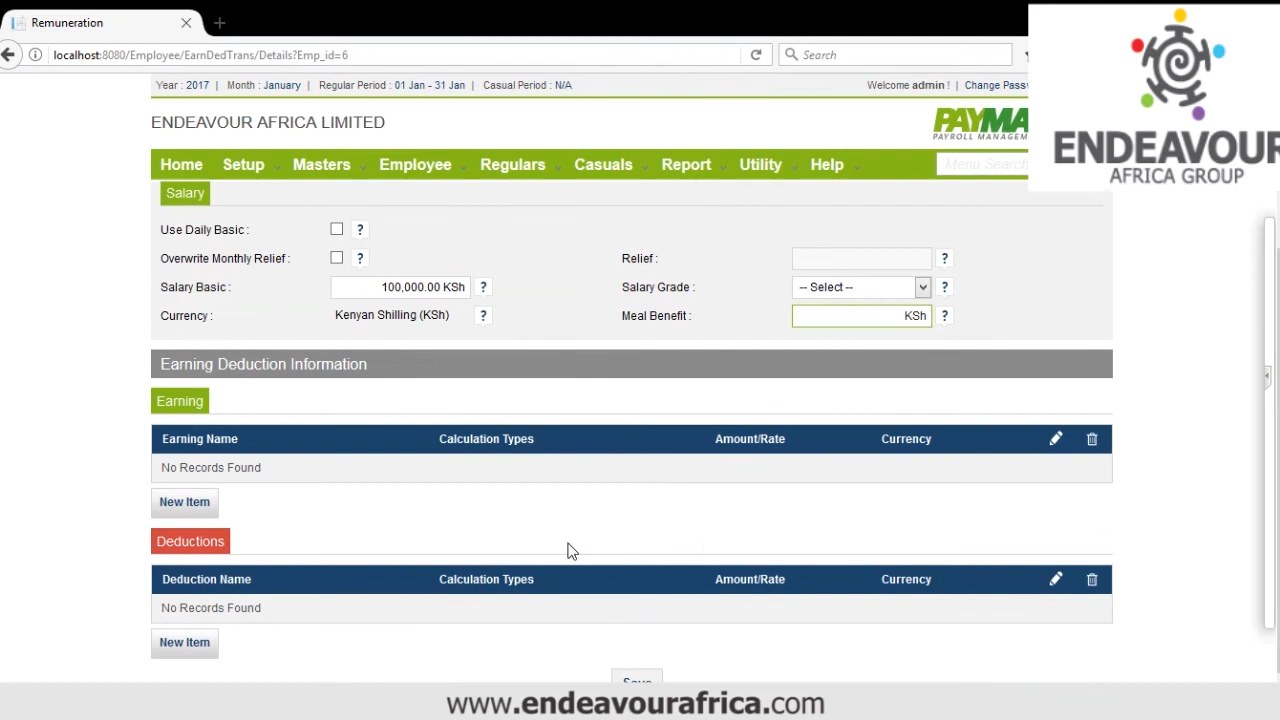 Remuneration
localhost:8080/Employee/EarnDedTrans/Details?Emp_id=6
Search
Year : 2017 | Month : January | Regular Period : 01 Jan - 31 Jan | Casual Period : N/A
Welcome admin ! | Change Passw
ENDEAVOUR AFRICA LIMITED
PAYMA
PAYROLL MANAGEM
ENDEAVOUR
AFRICA GROUP
Home Setup Masters Employee Regulars Casuals Report Utility Help
Menu Search
Salary
Use Daily Basic : ?
Overwrite Monthly Relief : ? Relief : ?
Salary Basic : 100,000.00 KSh ? Salary Grade : -- Select -- ?
Currency : Kenyan Shilling (KSh) ? Meal Benefit : KSh ?
Earning Deduction Information
Earning
Earning Name Calculation Types Amount/Rate Currency
No Records Found
New Item
Deductions
Deduction Name Calculation Types Amount/Rate Currency
No Records Found
New Item
Save
www.endeavourafrica.com